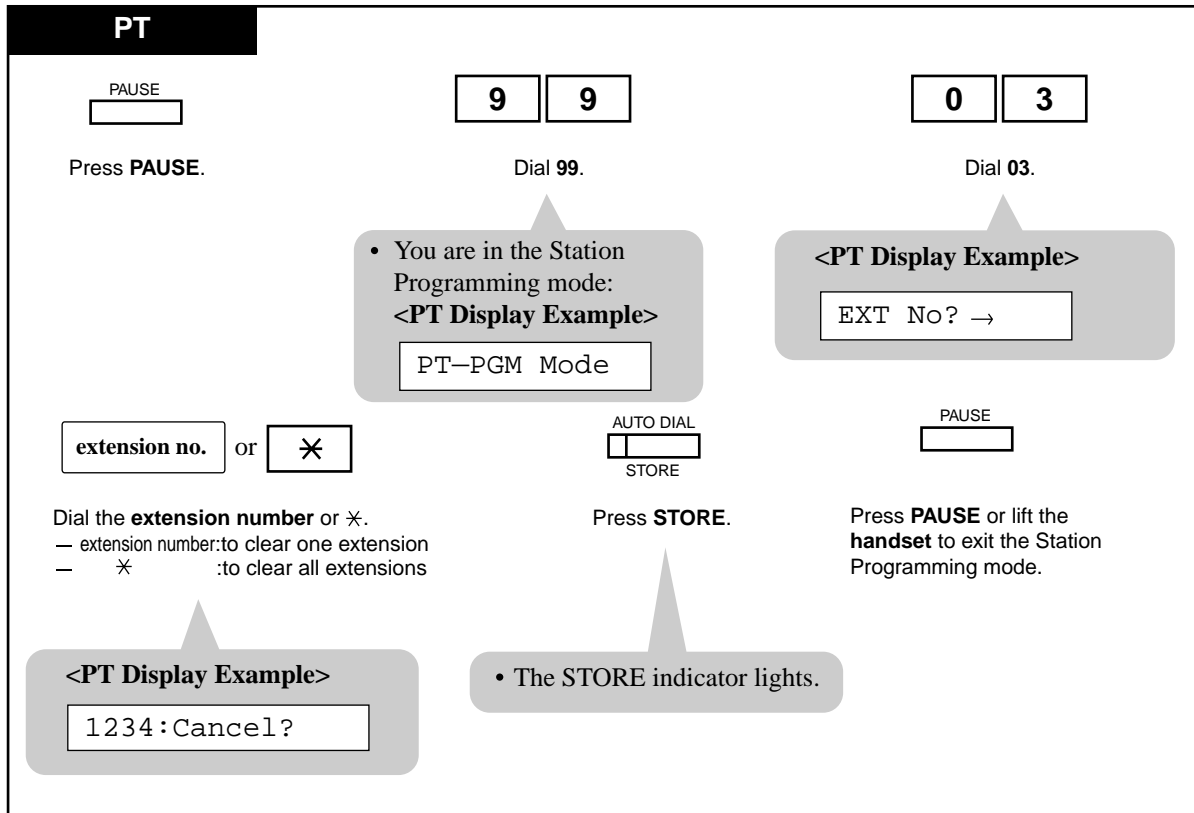 PT
PAUSE
Press PAUSE.
9 9
Dial 99.
• You are in the Station
Programming mode:
<PT Display Example>
PT–PGM Mode
0 3
Dial 03.
<PT Display Example>
EXT No? →
extension no. or ✳
Dial the extension number or ✳.
– extension number:to clear one extension
– ✳ :to clear all extensions
<PT Display Example>
1234:Cancel?
AUTO DIAL
STORE
Press STORE.
• The STORE indicator lights.
PAUSE
Press PAUSE or lift the
handset to exit the Station
Programming mode.